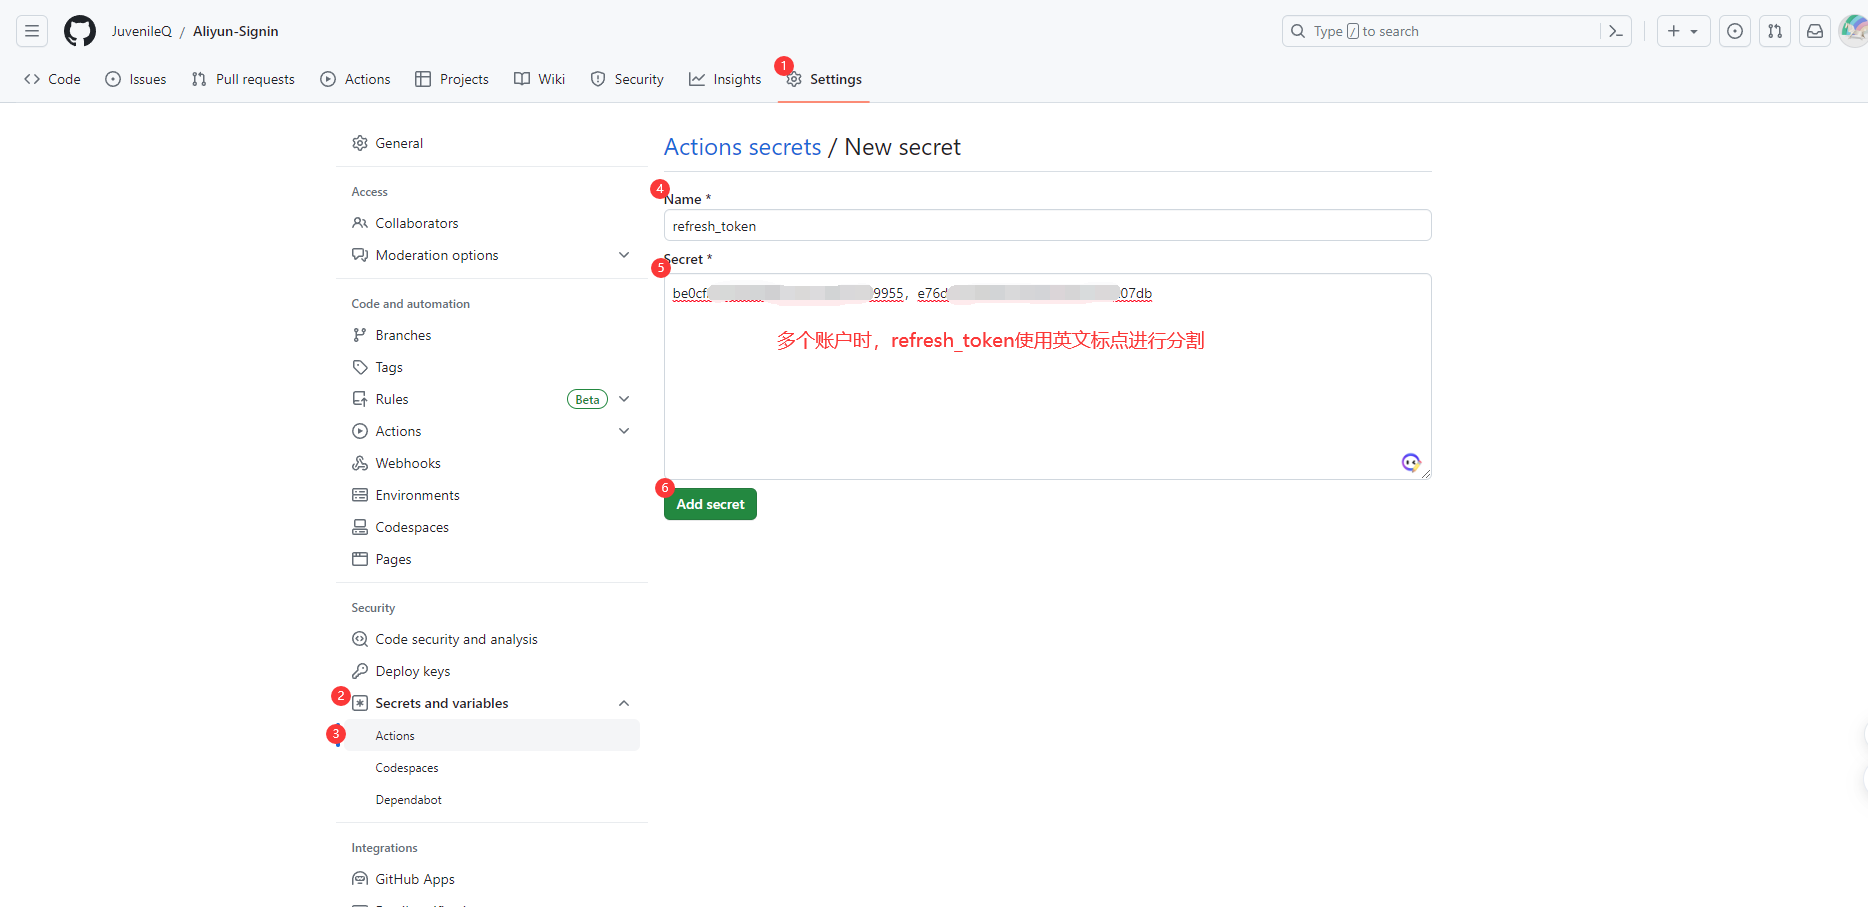 JuvenileQ / Aliyun-Signin
Type / to search
Code
Issues
Pull requests
Actions
Projects
Wiki
Security
Insights
1
Settings
General
Access
Collaborators
Moderation options
Code and automation
Branches
Tags
Rules
Beta
Actions
Webhooks
Environments
Codespaces
Pages
Security
Code security and analysis
Deploy keys
2
Secrets and variables
3
Actions
Codespaces
Dependabot
Integrations
GitHub Apps
Actions secrets / New secret
4
Name *
refresh_token
5
Secret *
be0cf 9955，e76d 07db
多个账户时，refresh_token使用英文标点进行分割
6
Add secret